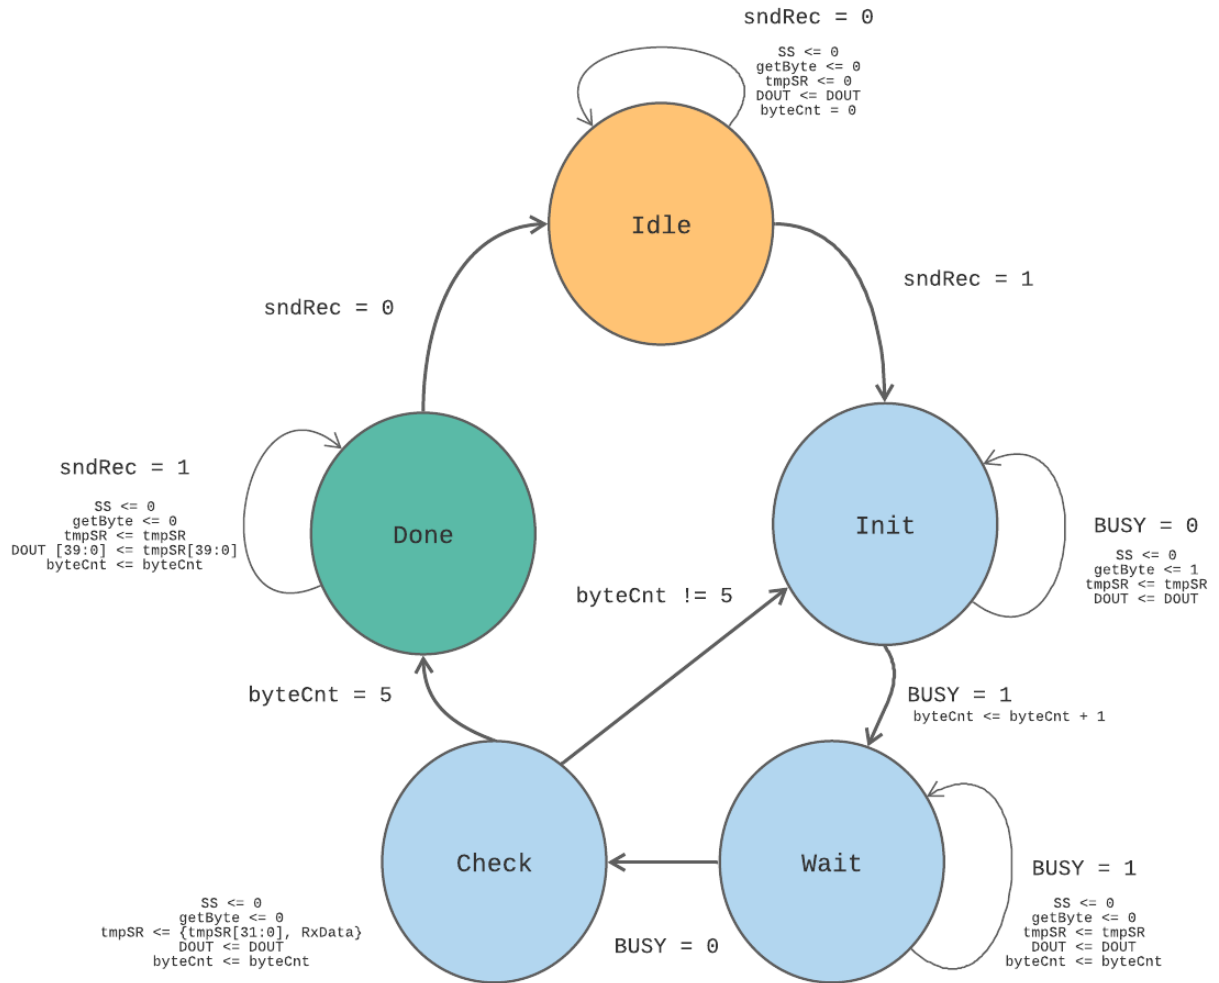 sndRec = 0
SS <= 0
getByte <= 0
tmpSR <= 0
DOUT <= DOUT
byteCnt = 0
Idle
sndRec = 1
sndRec = 0
sndRec = 1
SS <= 0
getByte <= 0
tmpSR <= tmpSR
DOUT [39:0] <= tmpSR[39:0]
byteCnt <= byteCnt
Done
Init
BUSY = 0
SS <= 0
getByte <= 1
tmpSR <= tmpSR
DOUT <= DOUT
byteCnt != 5
byteCnt = 5
BUSY = 1
byteCnt <= byteCnt + 1
Check
Wait
BUSY = 1
SS <= 0
getByte <= 0
tmpSR <= tmpSR
DOUT <= DOUT
byteCnt <= byteCnt
SS <= 0
getByte <= 0
tmpSR <= {tmpSR[31:0], RxData}
DOUT <= DOUT
byteCnt <= byteCnt
BUSY = 0